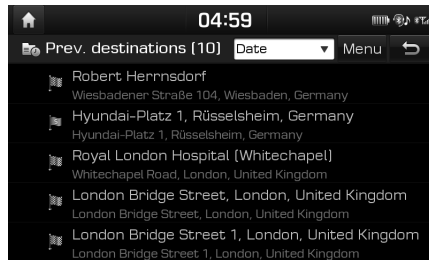 04:59
Prev. destinations (10) Date Menu
Robert Herrnsdorf
Wiesbadener Straße 104, Wiesbaden, Germany
Hyundai-Platz 1, Rüsselsheim, Germany
Hyundai-Platz 1, Rüsselsheim, Germany
Royal London Hospital (Whitechapel)
Whitechapel Road, London, United Kingdom
London Bridge Street, London, United Kingdom
London Bridge Street, London, United Kingdom
London Bridge Street 1, London, United Kingdom
London Bridge Street 1, London, United Kingdom